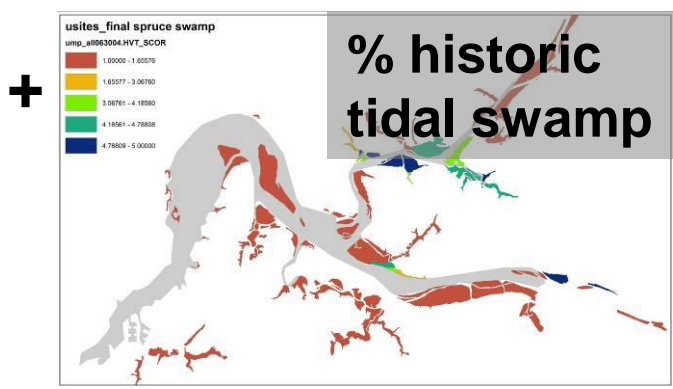 usites_final spruce swamp
ump_all063004.HVT_SCOR
1.00000 - 1.65576
1.65577 - 3.06760
3.06761 - 4.18560
4.18561 - 4.78808
4.78809 - 5.00000
+
% historic
tidal swamp